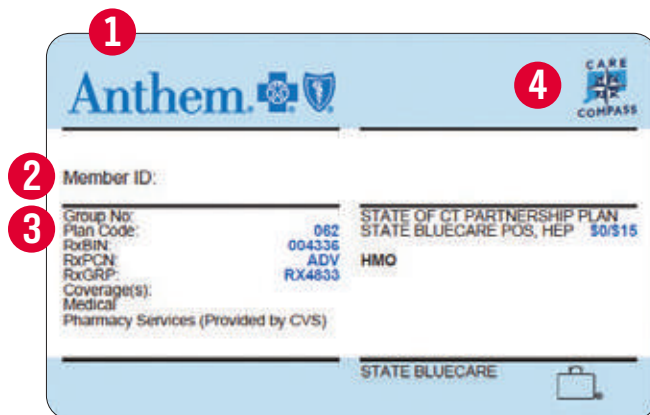 1
Anthem.
4
CARE
COMPASS
2
Member ID:
3
Group No:
Plan Code: 062
RxBIN: 004336
RxPCN: ADV
RxGRP: RX4833
Coverage(s):
Medical
Pharmacy Services (Provided by CVS)
STATE OF CT PARTNERSHIP PLAN
STATE BLUECARE POS, HEP $0/$15
HMO
STATE BLUECARE